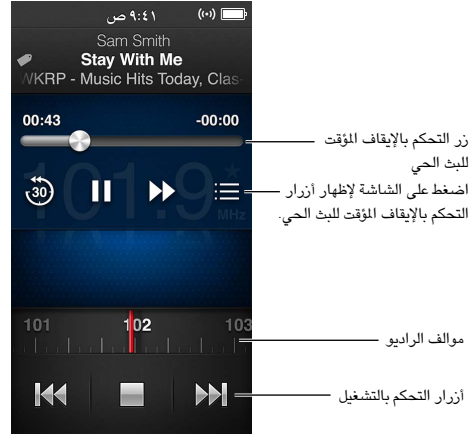 ٩:٤١ ص
Sam Smith
Stay With Me
WKRP - Music Hits Today, Clas
00:43
-00:00
زر التحكم بالإيقاف المؤقت
للبث الحي
30
101.9
MHz
اضغط على الشاشة لإظهار أزرار
التحكم بالإيقاف المؤقت للبث الحي.
101 102 103
موالف الراديو
أزرار التحكم بالتشغيل